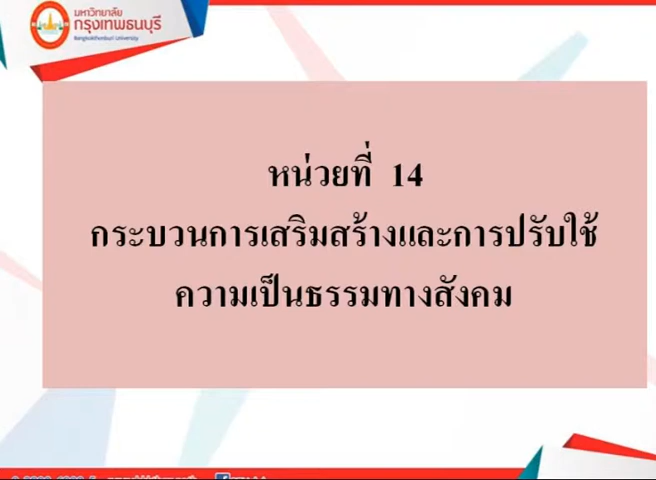 มหาวิทยาลัย
กรุงเทพธนบุรี
Bangkokthonburi University
หน่วยที่ 14
กระบวนการเสริมสร้างและการปรับใช้
ความเป็นธรรมทางสังคม